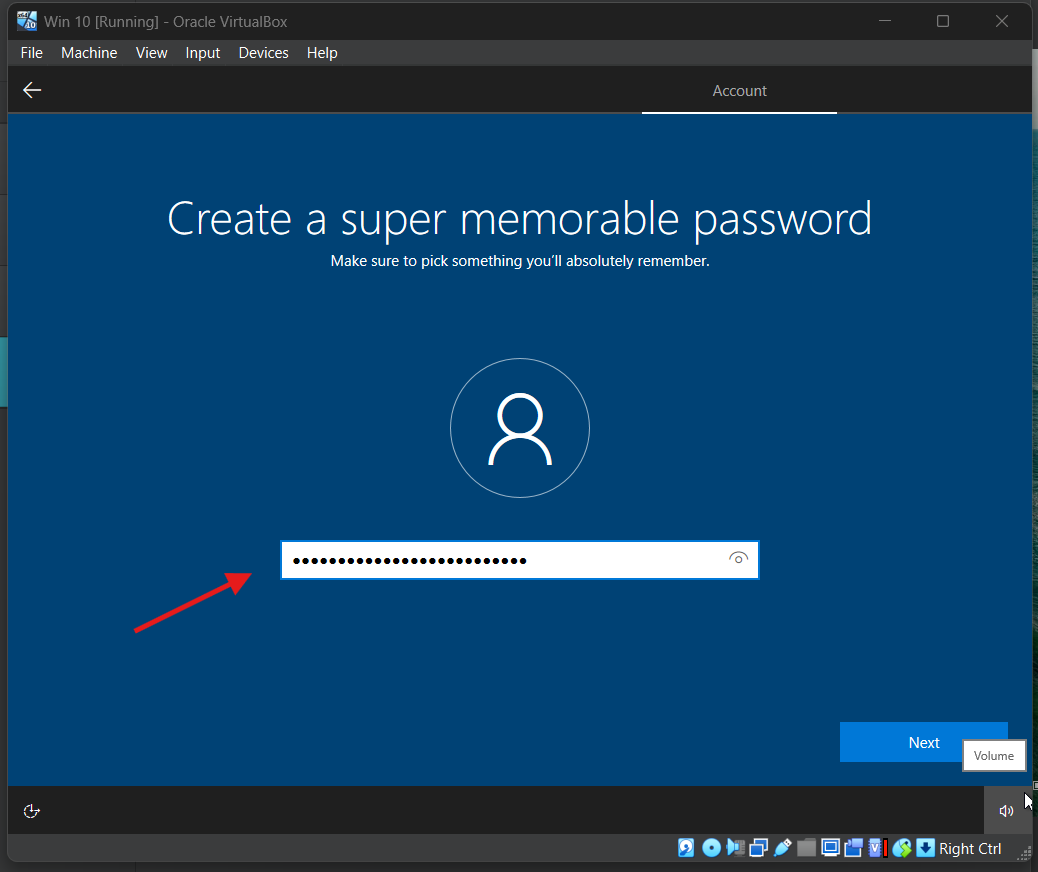 Win 10 [Running] - Oracle VirtualBox
File Machine View Input Devices Help
Account
Create a super memorable password
Make sure to pick something you'll absolutely remember.
Next
Volume
Right Ctrl